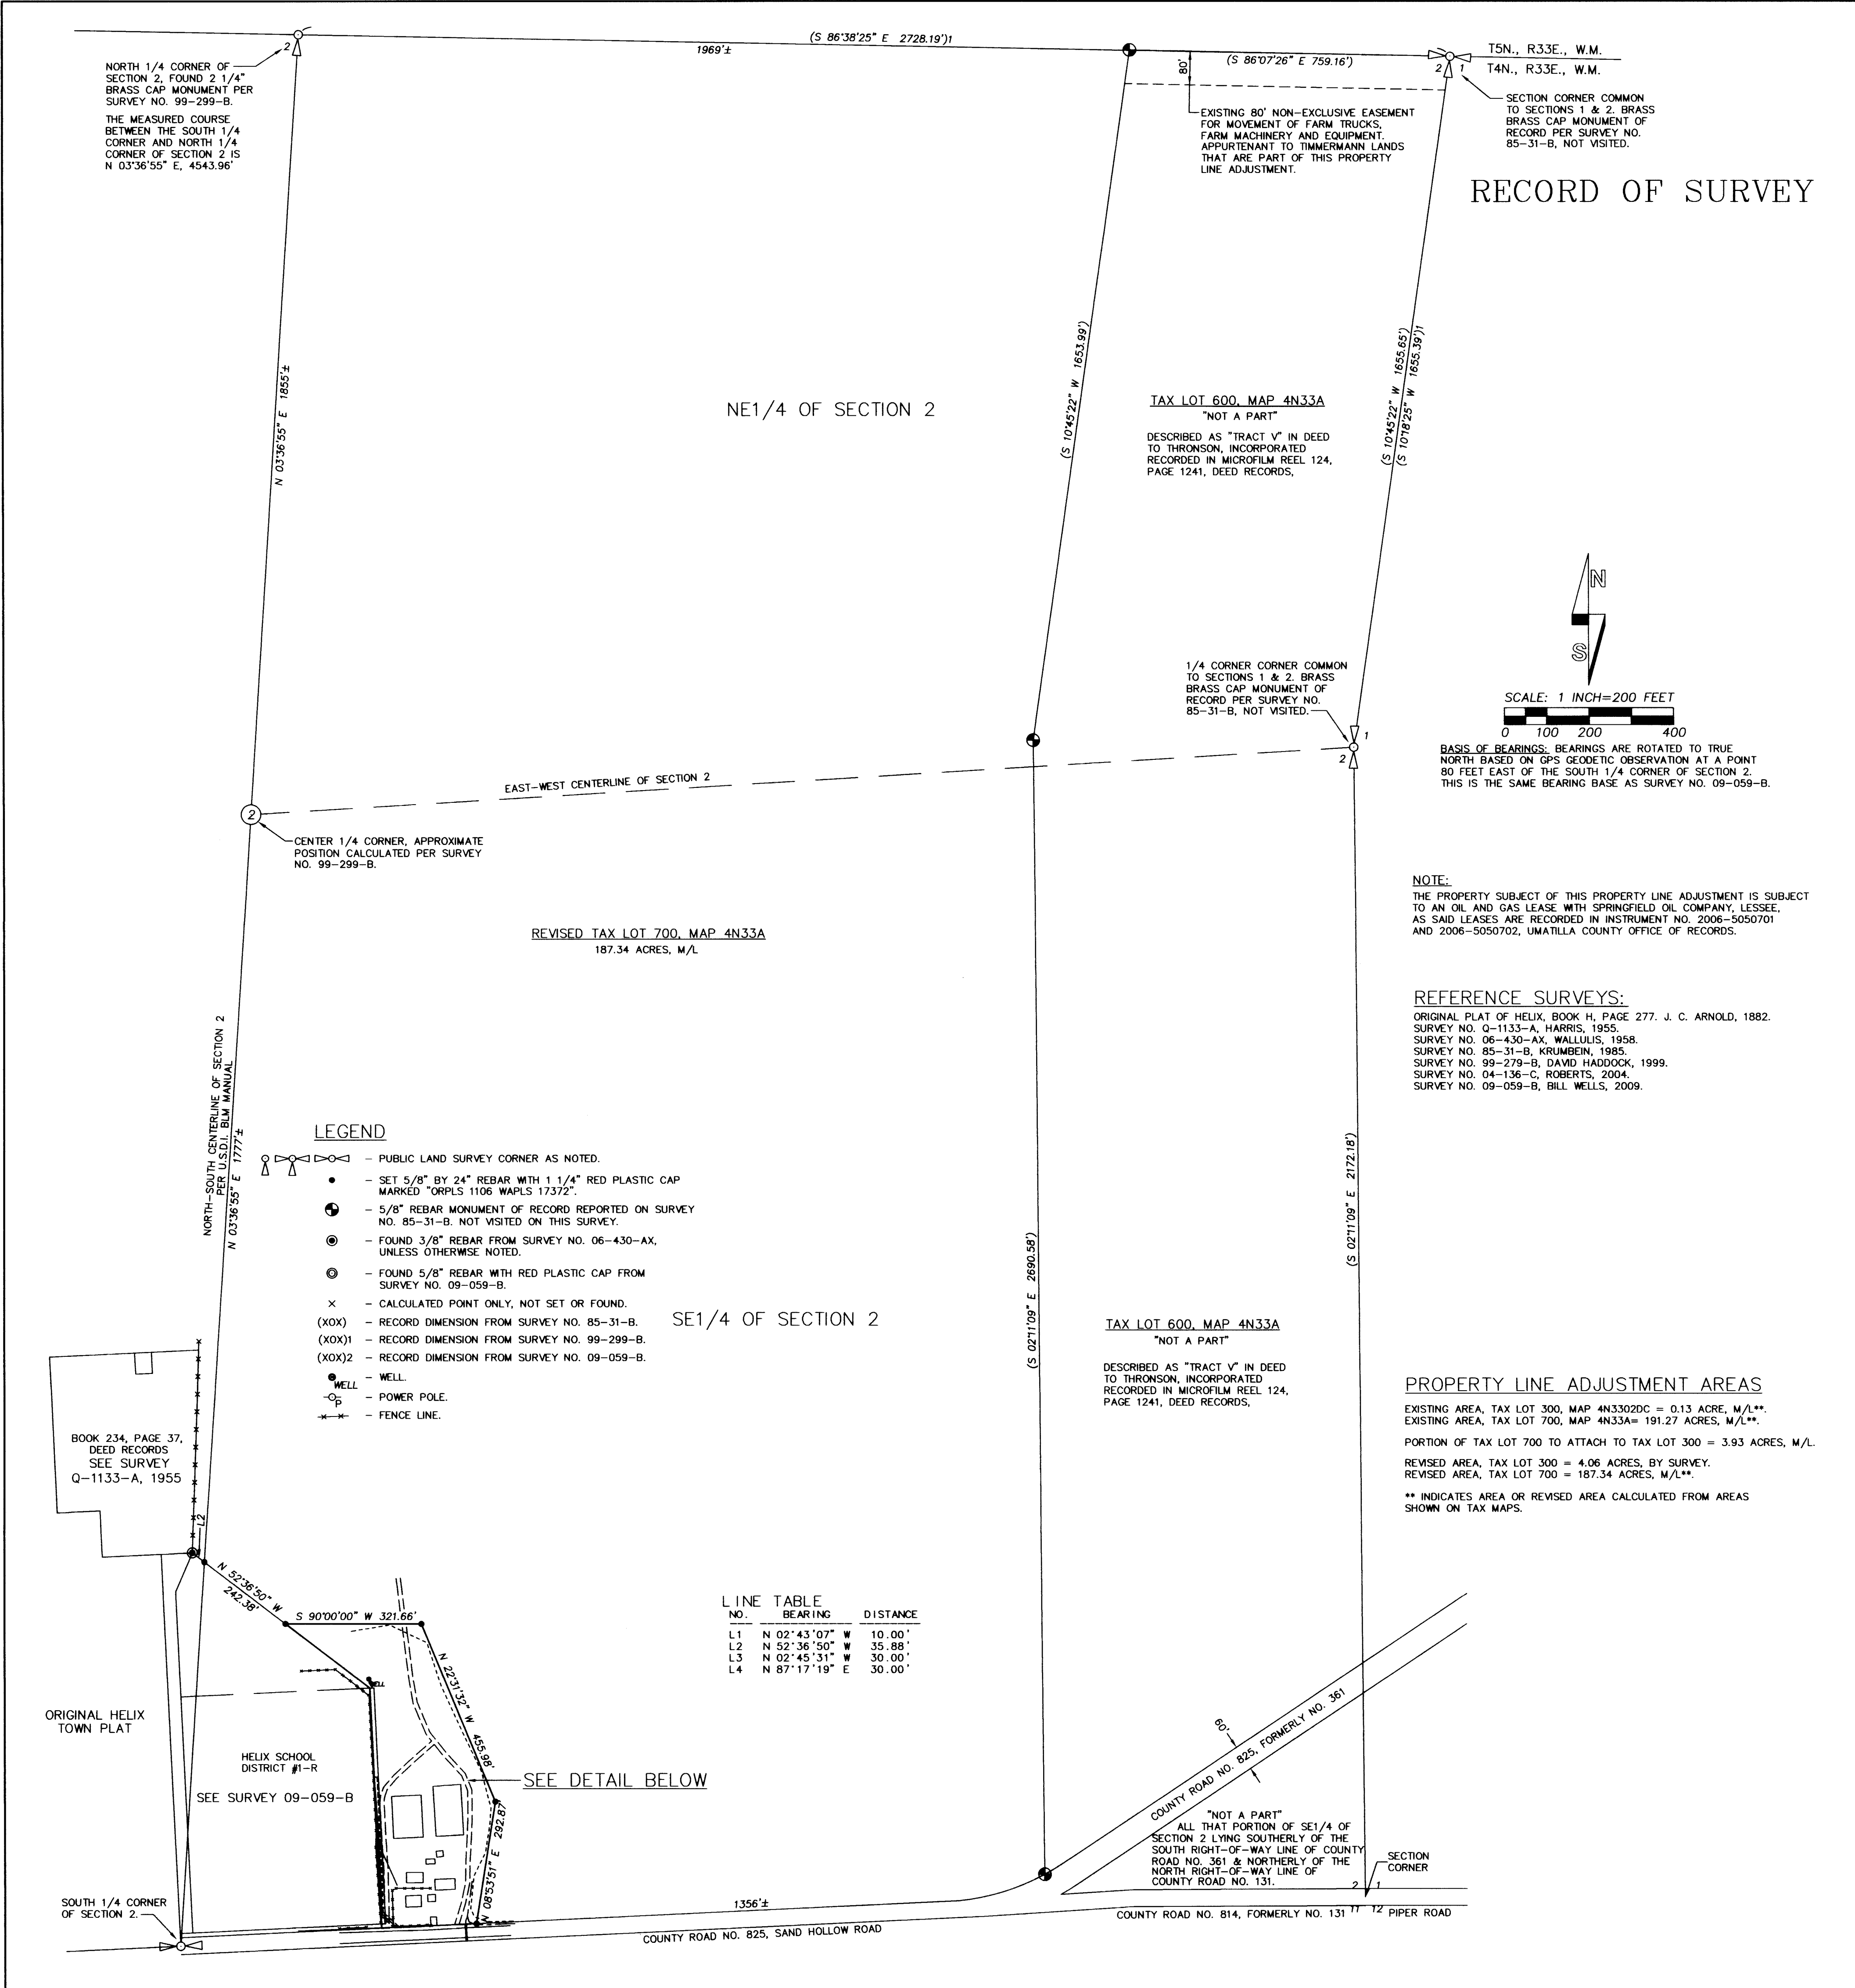 (S 86°38'25" E 2728.19')1
1969'±
2
NORTH 1/4 CORNER OF
SECTION 2, FOUND 2 1/4"
BRASS CAP MONUMENT PER
SURVEY NO. 99-299-B.
THE MEASURED COURSE
BETWEEN THE SOUTH 1/4
CORNER AND NORTH 1/4
CORNER OF SECTION 2 IS
N 03°36'55" E, 4543.96'
80'
(S 86°07'26" E 759.16')
T5N., R33E., W.M.
2 1 T4N., R33E., W.M.
SECTION CORNER COMMON
TO SECTIONS 1 & 2. BRASS
BRASS CAP MONUMENT OF
RECORD PER SURVEY NO.
85-31-B, NOT VISITED.
EXISTING 80' NON-EXCLUSIVE EASEMENT
FOR MOVEMENT OF FARM TRUCKS,
FARM MACHINERY AND EQUIPMENT.
APPURTENANT TO TIMMERMANN LANDS
THAT ARE PART OF THIS PROPERTY
LINE ADJUSTMENT.
RECORD OF SURVEY
N 03°36'55" E 1855'±
(S 10°45'22" W 1653.99')
(S 10°45'22" W 1655.65')
(S 10°18'25" W 1655.39')1
NE1/4 OF SECTION 2
TAX LOT 600, MAP 4N33A
"NOT A PART"
DESCRIBED AS "TRACT V" IN DEED
TO THRONSON, INCORPORATED
RECORDED IN MICROFILM REEL 124,
PAGE 1241, DEED RECORDS,
N
S
SCALE: 1 INCH=200 FEET
0 100 200 400
BASIS OF BEARINGS: BEARINGS ARE ROTATED TO TRUE
NORTH BASED ON GPS GEODETIC OBSERVATION AT A POINT
80 FEET EAST OF THE SOUTH 1/4 CORNER OF SECTION 2.
THIS IS THE SAME BEARING BASE AS SURVEY NO. 09-059-B.
1/4 CORNER CORNER COMMON
TO SECTIONS 1 & 2. BRASS
BRASS CAP MONUMENT OF
RECORD PER SURVEY NO.
85-31-B, NOT VISITED.
1
2
EAST-WEST CENTERLINE OF SECTION 2
2
CENTER 1/4 CORNER, APPROXIMATE
POSITION CALCULATED PER SURVEY
NO. 99-299-B.
NOTE:
THE PROPERTY SUBJECT OF THIS PROPERTY LINE ADJUSTMENT IS SUBJECT
TO AN OIL AND GAS LEASE WITH SPRINGFIELD OIL COMPANY, LESSEE,
AS SAID LEASES ARE RECORDED IN INSTRUMENT NO. 2006-5050701
AND 2006-5050702, UMATILLA COUNTY OFFICE OF RECORDS.
REVISED TAX LOT 700, MAP 4N33A
187.34 ACRES, M/L
REFERENCE SURVEYS:
ORIGINAL PLAT OF HELIX, BOOK H, PAGE 277. J. C. ARNOLD, 1882.
SURVEY NO. Q-1133-A, HARRIS, 1955.
SURVEY NO. 06-430-AX, WALLULIS, 1958.
SURVEY NO. 85-31-B, KRUMBEIN, 1985.
SURVEY NO. 99-279-B, DAVID HADDOCK, 1999.
SURVEY NO. 04-136-C, ROBERTS, 2004.
SURVEY NO. 09-059-B, BILL WELLS, 2009.
NORTH-SOUTH CENTERLINE OF SECTION 2
PER U.S.D.I. BLM MANUAL
N 03°36'55" E 1777'±
LEGEND
- PUBLIC LAND SURVEY CORNER AS NOTED.
- SET 5/8" BY 24" REBAR WITH 1 1/4" RED PLASTIC CAP
MARKED "ORPLS 1106 WAPLS 17372".
- 5/8" REBAR MONUMENT OF RECORD REPORTED ON SURVEY
NO. 85-31-B. NOT VISITED ON THIS SURVEY.
- FOUND 3/8" REBAR FROM SURVEY NO. 06-430-AX,
UNLESS OTHERWISE NOTED.
- FOUND 5/8" REBAR WITH RED PLASTIC CAP FROM
SURVEY NO. 09-059-B.
× - CALCULATED POINT ONLY, NOT SET OR FOUND.
(XOX) - RECORD DIMENSION FROM SURVEY NO. 85-31-B.
(XOX)1 - RECORD DIMENSION FROM SURVEY NO. 99-299-B.
(XOX)2 - RECORD DIMENSION FROM SURVEY NO. 09-059-B.
WELL - WELL.
P - POWER POLE.
- FENCE LINE.
SE1/4 OF SECTION 2
(S 02°11'09" E 2690.58')
(S 02°11'09" E 2172.18')
TAX LOT 600, MAP 4N33A
"NOT A PART"
DESCRIBED AS "TRACT V" IN DEED
TO THRONSON, INCORPORATED
RECORDED IN MICROFILM REEL 124,
PAGE 1241, DEED RECORDS,
PROPERTY LINE ADJUSTMENT AREAS
EXISTING AREA, TAX LOT 300, MAP 4N3302DC = 0.13 ACRE, M/L**.
EXISTING AREA, TAX LOT 700, MAP 4N33A= 191.27 ACRES, M/L**.
PORTION OF TAX LOT 700 TO ATTACH TO TAX LOT 300 = 3.93 ACRES, M/L.
REVISED AREA, TAX LOT 300 = 4.06 ACRES, BY SURVEY.
REVISED AREA, TAX LOT 700 = 187.34 ACRES, M/L**.
** INDICATES AREA OR REVISED AREA CALCULATED FROM AREAS
SHOWN ON TAX MAPS.
BOOK 234, PAGE 37,
DEED RECORDS
SEE SURVEY
Q-1133-A, 1955
L2
N 52°36'50" W
242.38'
S 90°00'00" W 321.66'
N 22°31'32" W 455.98'
N 08°53'51" E 292.87'
WELL
LINE TABLE
NO. BEARING DISTANCE
L1 N 02°43'07" W 10.00'
L2 N 52°36'50" W 35.88'
L3 N 02°45'31" W 30.00'
L4 N 87°17'19" E 30.00'
ORIGINAL HELIX
TOWN PLAT
HELIX SCHOOL
DISTRICT #1-R
SEE SURVEY 09-059-B
SEE DETAIL BELOW
60'
COUNTY ROAD NO. 825, FORMERLY NO. 361
"NOT A PART"
ALL THAT PORTION OF SE1/4 OF
SECTION 2 LYING SOUTHERLY OF THE
SOUTH RIGHT-OF-WAY LINE OF COUNTY
ROAD NO. 361 & NORTHERLY OF THE
NORTH RIGHT-OF-WAY LINE OF
COUNTY ROAD NO. 131.
SECTION
CORNER
2 1
11 12
SOUTH 1/4 CORNER
OF SECTION 2.
1356'±
COUNTY ROAD NO. 825, SAND HOLLOW ROAD
COUNTY ROAD NO. 814, FORMERLY NO. 131
PIPER ROAD